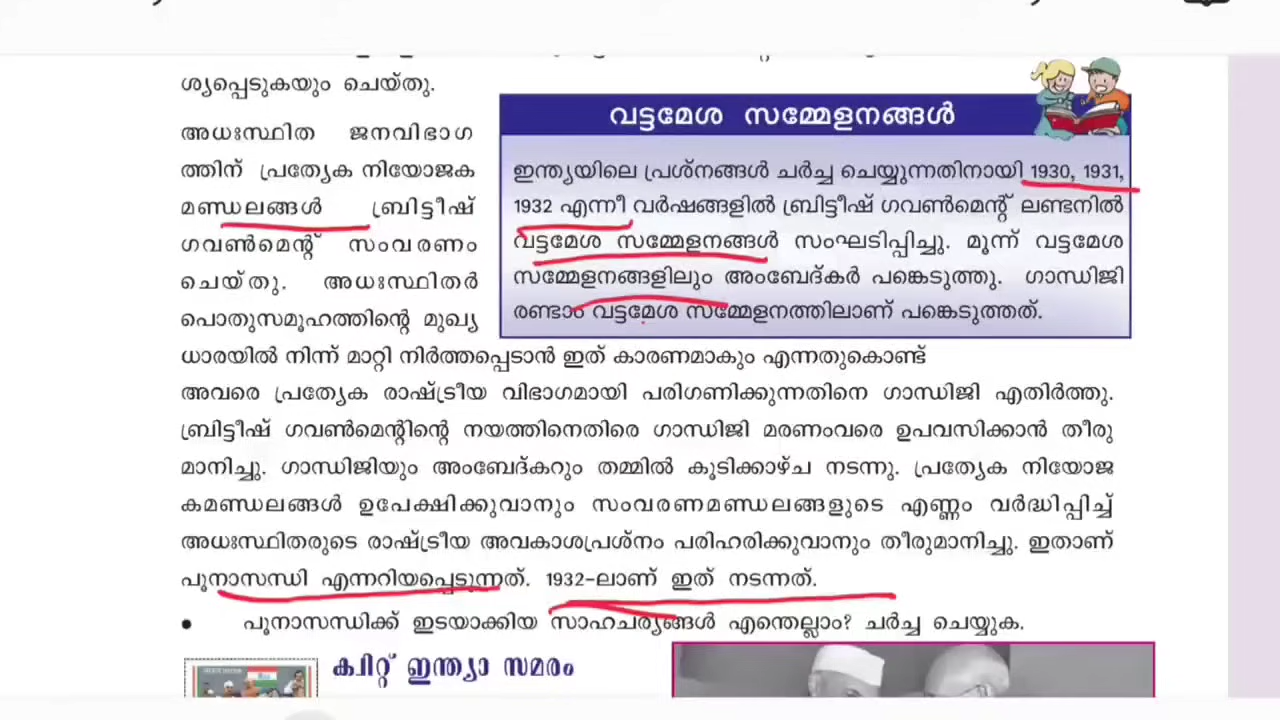 ശ്യപ്പെടുകയും ചെയ്തു.
അധഃസ്ഥിത ജനവിഭാഗ
ത്തിന് പ്രത്യേക നിയോജക
മണ്ഡലങ്ങൾ ബ്രിട്ടീഷ്
ഗവൺമെന്റ് സംവരണം
ചെയ്തു. അധഃസ്ഥിതർ
പൊതുസമൂഹത്തിന്റെ മുഖ്യ
വട്ടമേശ സമ്മേളനങ്ങൾ
ഇന്ത്യയിലെ പ്രശ്നങ്ങൾ ചർച്ച ചെയ്യുന്നതിനായി 1930, 1931,
1932 എന്നീ വർഷങ്ങളിൽ ബ്രിട്ടീഷ് ഗവൺമെന്റ് ലണ്ടനിൽ
വട്ടമേശ സമ്മേളനങ്ങൾ സംഘടിപ്പിച്ചു. മൂന്ന് വട്ടമേശ
സമ്മേളനങ്ങളിലും അംബേദ്കർ പങ്കെടുത്തു. ഗാന്ധിജി
രണ്ടാം വട്ടമേശ സമ്മേളനത്തിലാണ് പങ്കെടുത്തത്.
ധാരയിൽ നിന്ന് മാറ്റി നിർത്തപ്പെടാൻ ഇത് കാരണമാകും എന്നതുകൊണ്ട്
അവരെ പ്രത്യേക രാഷ്ട്രീയ വിഭാഗമായി പരിഗണിക്കുന്നതിനെ ഗാന്ധിജി എതിർത്തു.
ബ്രിട്ടീഷ് ഗവൺമെന്റിന്റെ നയത്തിനെതിരെ ഗാന്ധിജി മരണംവരെ ഉപവസിക്കാൻ തീരു
മാനിച്ചു. ഗാന്ധിജിയും അംബേദ്കറും തമ്മിൽ കൂടിക്കാഴ്ച നടന്നു. പ്രത്യേക നിയോജ
കമണ്ഡലങ്ങൾ ഉപേക്ഷിക്കുവാനും സംവരണമണ്ഡലങ്ങളുടെ എണ്ണം വർദ്ധിപ്പിച്ച്
അധഃസ്ഥിതരുടെ രാഷ്ട്രീയ അവകാശപ്രശ്നം പരിഹരിക്കുവാനും തീരുമാനിച്ചു. ഇതാണ്
പൂനാസന്ധി എന്നറിയപ്പെടുന്നത്. 1932-ലാണ് ഇത് നടന്നത്.
• പൂനാസന്ധിക്ക് ഇടയാക്കിയ സാഹചര്യങ്ങൾ എന്തെല്ലാം? ചർച്ച ചെയ്യുക.
ക്വിറ്റ് ഇന്ത്യാ സമരം